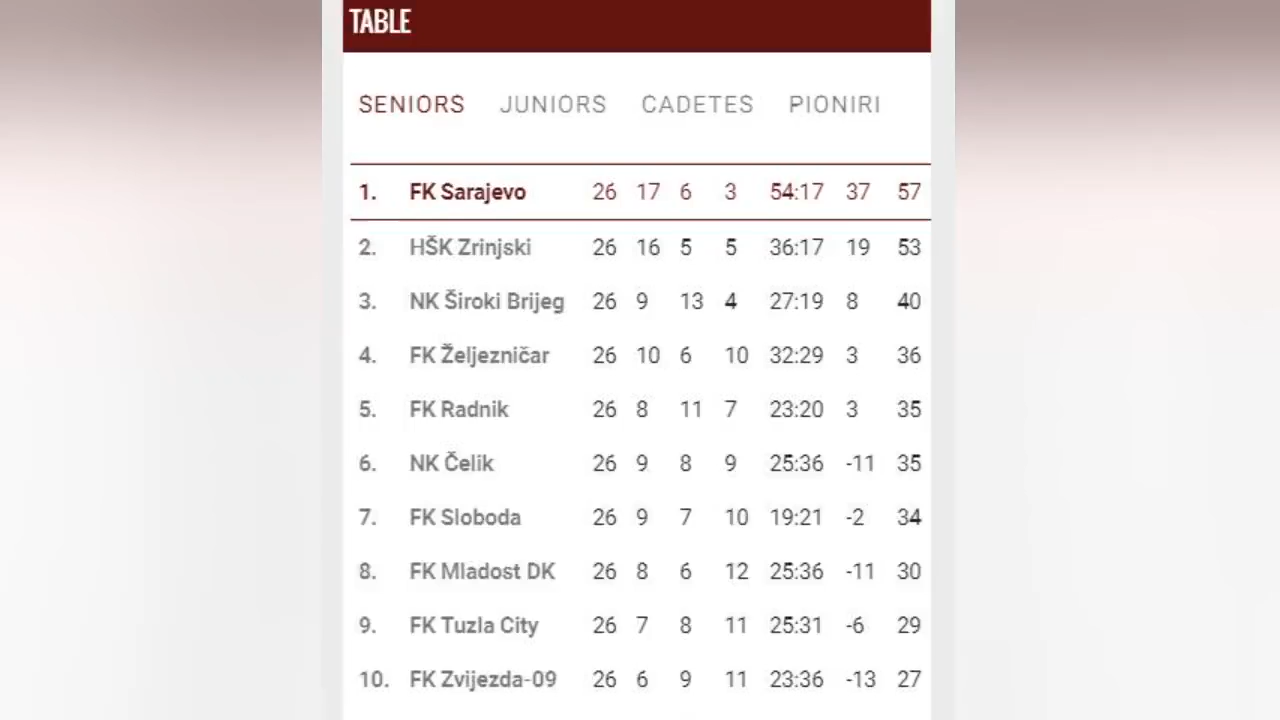 TABLE
SENIORS JUNIORS CADETES PIONIRI
1. FK Sarajevo 26 17 6 3 54:17 37 57
2. HŠK Zrinjski 26 16 5 5 36:17 19 53
3. NK Široki Brijeg 26 9 13 4 27:19 8 40
4. FK Željezničar 26 10 6 10 32:29 3 36
5. FK Radnik 26 8 11 7 23:20 3 35
6. NK Čelik 26 9 8 9 25:36 -11 35
7. FK Sloboda 26 9 7 10 19:21 -2 34
8. FK Mladost DK 26 8 6 12 25:36 -11 30
9. FK Tuzla City 26 7 8 11 25:31 -6 29
10. FK Zvijezda-09 26 6 9 11 23:36 -13 27